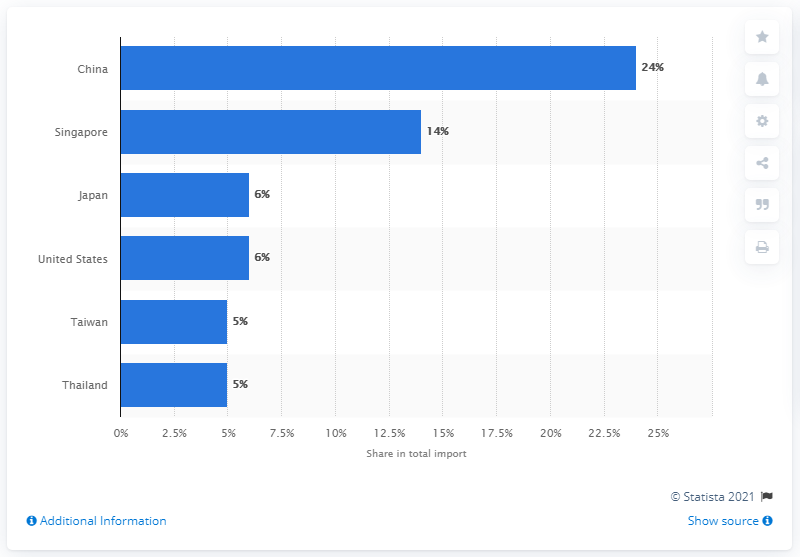 China 24%
Singapore 14%
Japan 6%
United States 6%
Taiwan 5%
Thailand 5%
0% 2.5% 5% 7.5% 10% 12.5% 15% 17.5% 20% 22.5% 25%
Share in total import
© Statista 2021
Additional Information Show source